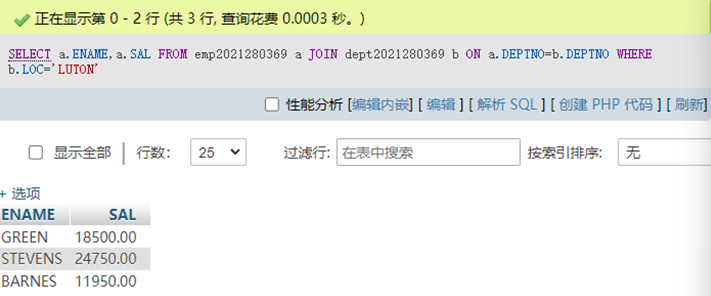 正在显示第 0 - 2 行 (共 3 行, 查询花费 0.0003 秒。)
SELECT a.ENAME,a.SAL FROM emp2021280369 a JOIN dept2021280369 b ON a.DEPTNO=b.DEPTNO WHERE
b.LOC='LUTON'
性能分析 [编辑内嵌] [ 编辑 ] [ 解析 SQL ] [ 创建 PHP 代码 ] [ 刷新]
显示全部 | 行数: 25 过滤行: 在表中搜索 按索引排序: 无
+ 选项
ENAME SAL
GREEN 18500.00
STEVENS 24750.00
BARNES 11950.00